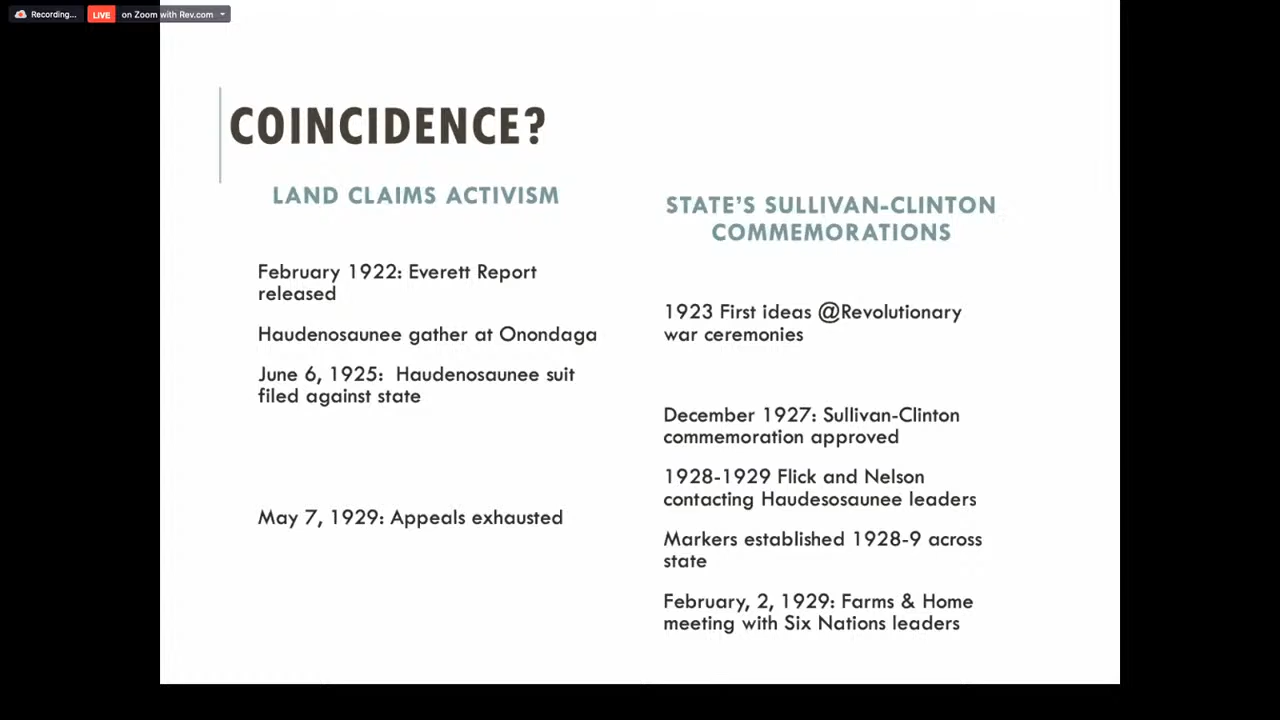 Recording...
LIVE on Zoom with Rev.com
COINCIDENCE?
LAND CLAIMS ACTIVISM
February 1922: Everett Report
released
Haudenosaunee gather at Onondaga
June 6, 1925: Haudenosaunee suit
filed against state
May 7, 1929: Appeals exhausted
STATE'S SULLIVAN-CLINTON
COMMEMORATIONS
1923 First ideas @Revolutionary
war ceremonies
December 1927: Sullivan-Clinton
commemoration approved
1928-1929 Flick and Nelson
contacting Haudesosaunee leaders
Markers established 1928-9 across
state
February, 2, 1929: Farms & Home
meeting with Six Nations leaders